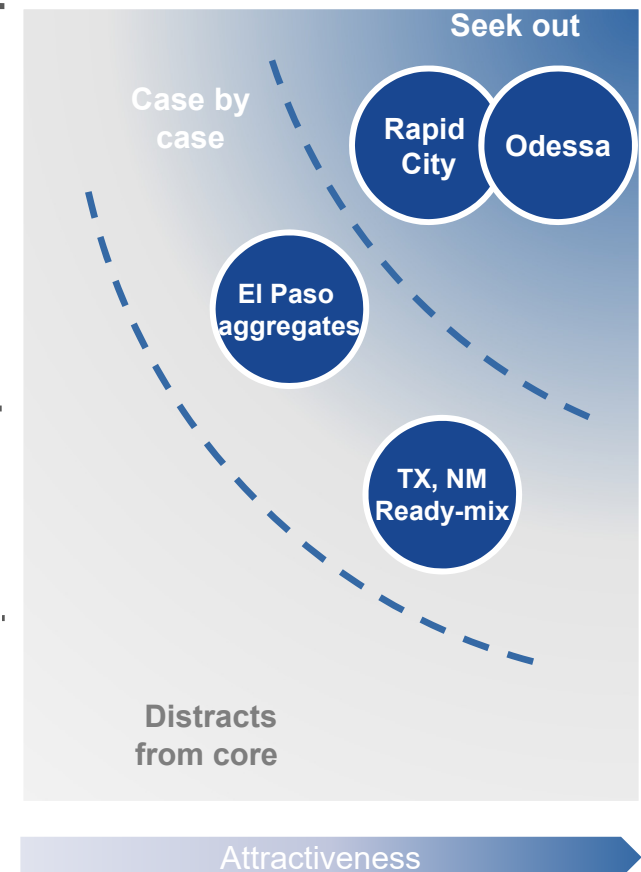 Seek out
Case by
case
Rapid
City
Odessa
El Paso
aggregates
TX, NM
Ready-mix
Distracts
from core
Attractiveness